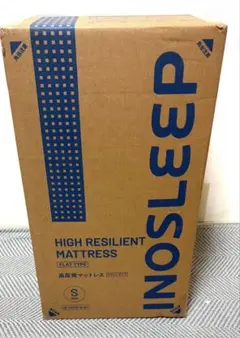 INOSLEEP
HIGH RESILIENT
MATTRESS
FLAT TYPE
高反発マットレス
S